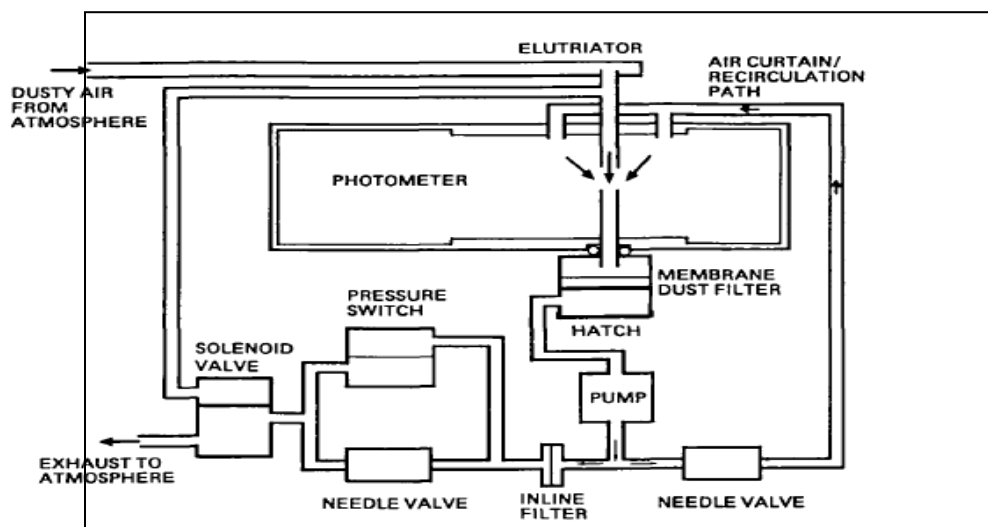 ELUTRIATOR
AIR CURTAIN/
RECIRCULATION
PATH
DUSTY AIR
FROM
ATMOSPHERE
PHOTOMETER
MEMBRANE
DUST FILTER
HATCH
PRESSURE
SWITCH
SOLENOID
VALVE
PUMP
EXHAUST TO
ATMOSPHERE
NEEDLE VALVE
INLINE
FILTER
NEEDLE VALVE